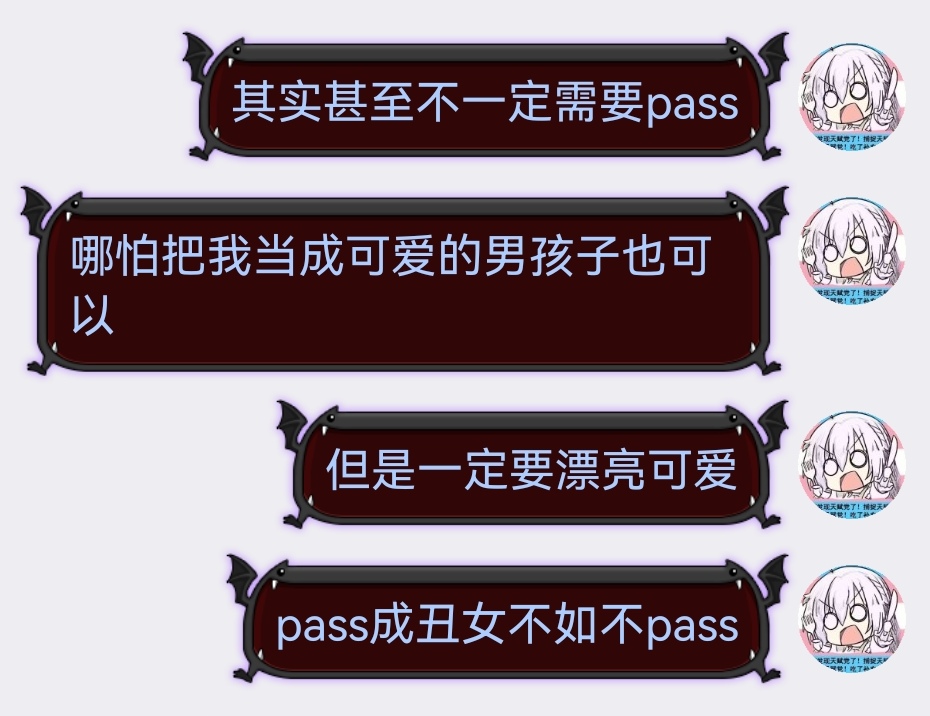 其实甚至不一定需要pass
哪怕把我当成可爱的男孩子也可
以
但是一定要漂亮可爱
pass成丑女不如不pass